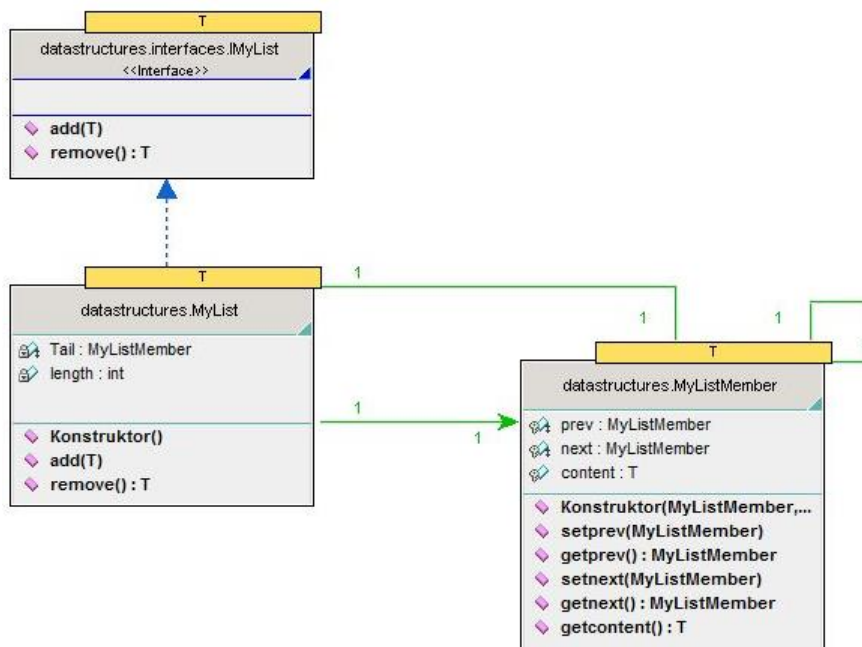 T
datastructures.interfaces.IMyList
<<Interface>>
add(T)
remove() : T
T
datastructures.MyList
Tail : MyListMember
length : int
Konstruktor()
add(T)
remove() : T
1
1
1
1
1
T
datastructures.MyListMember
prev : MyListMember
next : MyListMember
content : T
Konstruktor(MyListMember,...
setprev(MyListMember)
getprev() : MyListMember
setnext(MyListMember)
getnext() : MyListMember
getcontent() : T